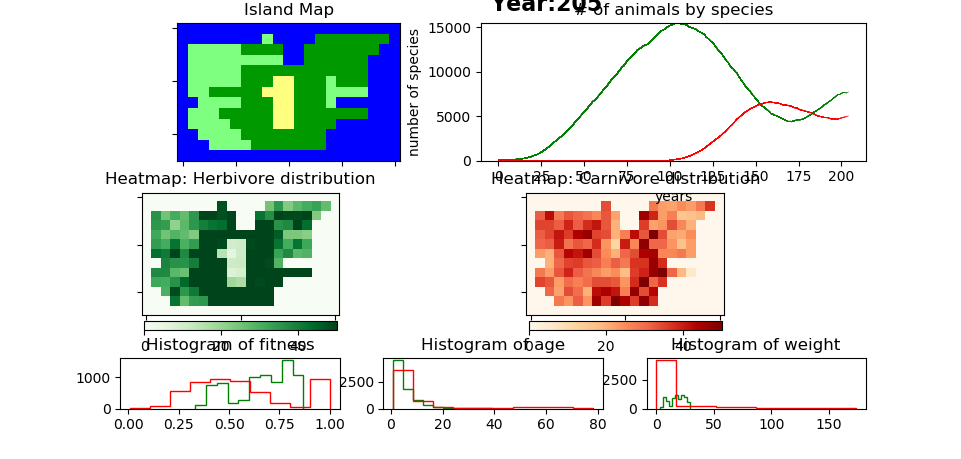 Year:205
Island Map
# of animals by species
number of species
15000
10000
5000
0
0 25 50 75 100 125 150 175 200
years
Heatmap: Herbivore distribution
Heatmap: Carnivore distribution
0 20 40
0 20 40
Histogram of fitness
Histogram of age
Histogram of weight
1000
0
0.00 0.25 0.50 0.75 1.00
2500
0
0 20 40 60 80
2500
0
0 50 100 150